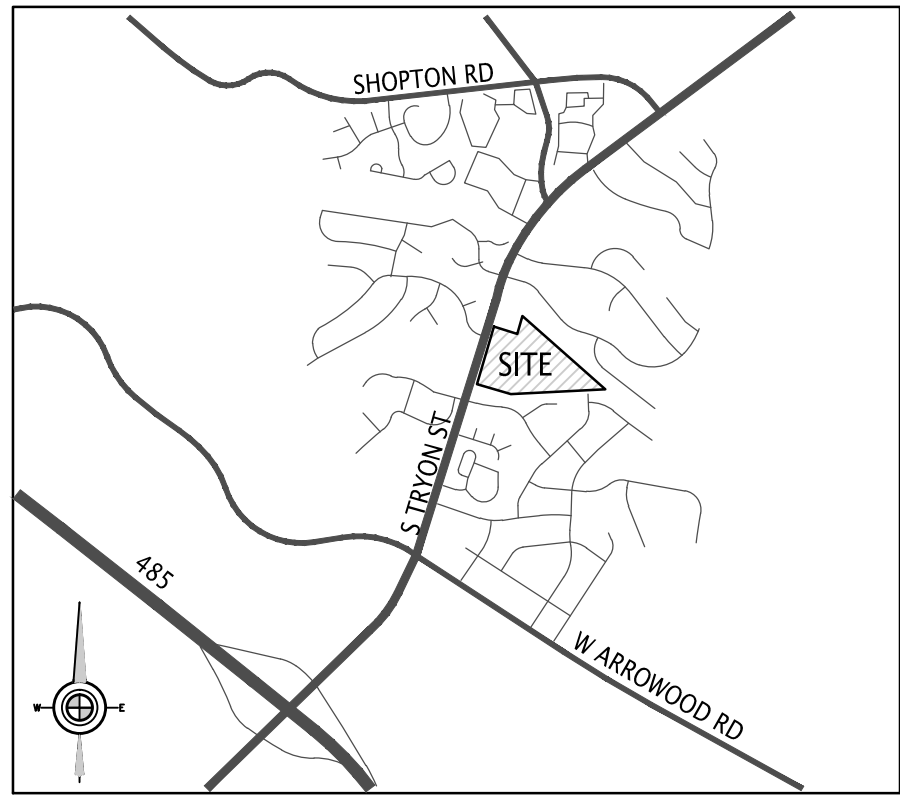 SHOPTON RD
SITE
S TRYON ST
485
W ARROWOOD RD
W E